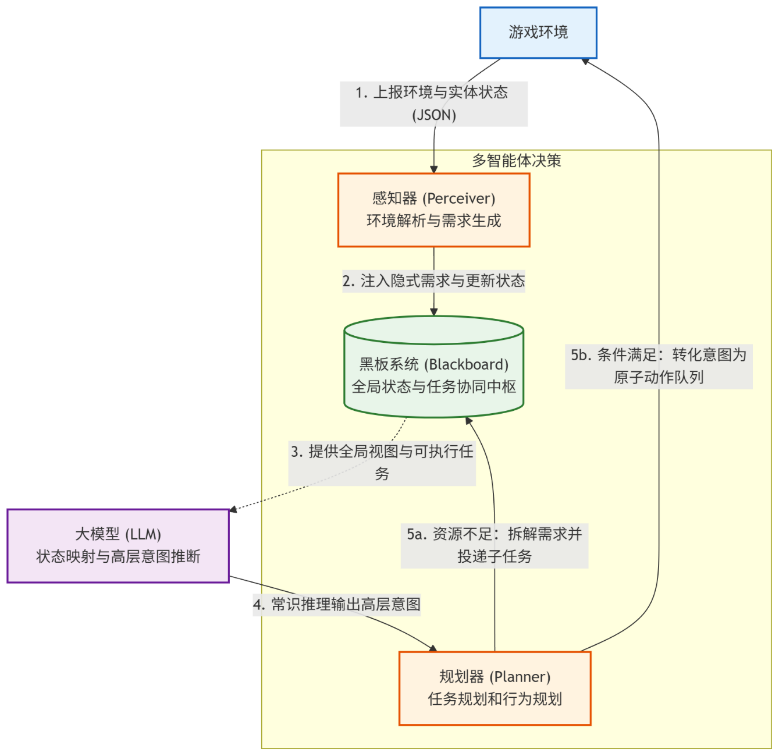 游戏环境
1. 上报环境与实体状态
(JSON)
多智能体决策
感知器 (Perceiver)
环境解析与需求生成
2. 注入隐式需求与更新状态
黑板系统 (Blackboard)
全局状态与任务协同中枢
5b. 条件满足：转化意图为
原子动作队列
3. 提供全局视图与可执行任
务
大模型 (LLM)
状态映射与高层意图推断
5a. 资源不足：拆解需求并
投递子任务
4. 常识推理输出高层意图
规划器 (Planner)
任务规划和行为规划